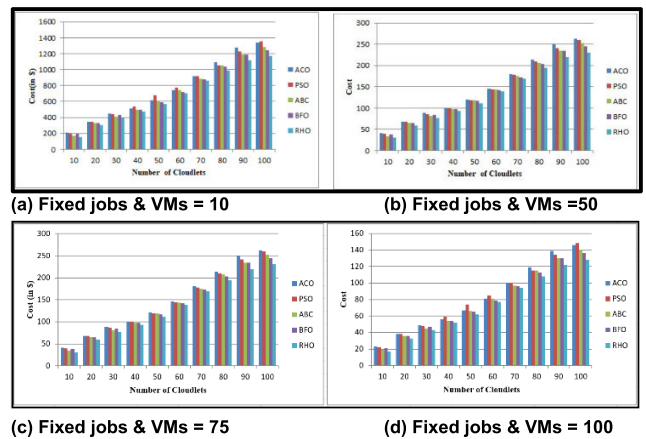 1600
1400
1200
1000
800
600
400
200
0
Cost(in $)
10 20 30 40 50 60 70 80 90 100
Number of Cloudlets
ACO
PSO
ABC
BFO
RHO
300
250
200
150
100
50
0
Cost
10 20 30 40 50 60 70 80 90 100
Number of Cloudlets
ACO
PSO
ABC
BFO
RHO
(a) Fixed jobs & VMs = 10
(b) Fixed jobs & VMs =50
300
250
200
150
100
50
0
Cost (in $)
10 20 30 40 50 60 70 80 90 100
Number of Cloudlets
ACO
PSO
ABC
BFO
RHO
160
140
120
100
80
60
40
20
0
Cost
10 20 30 40 50 60 70 80 90 100
Number of Cloudlets
ACO
PSO
ABC
BFO
RHO
(c) Fixed jobs & VMs = 75
(d) Fixed jobs & VMs = 100